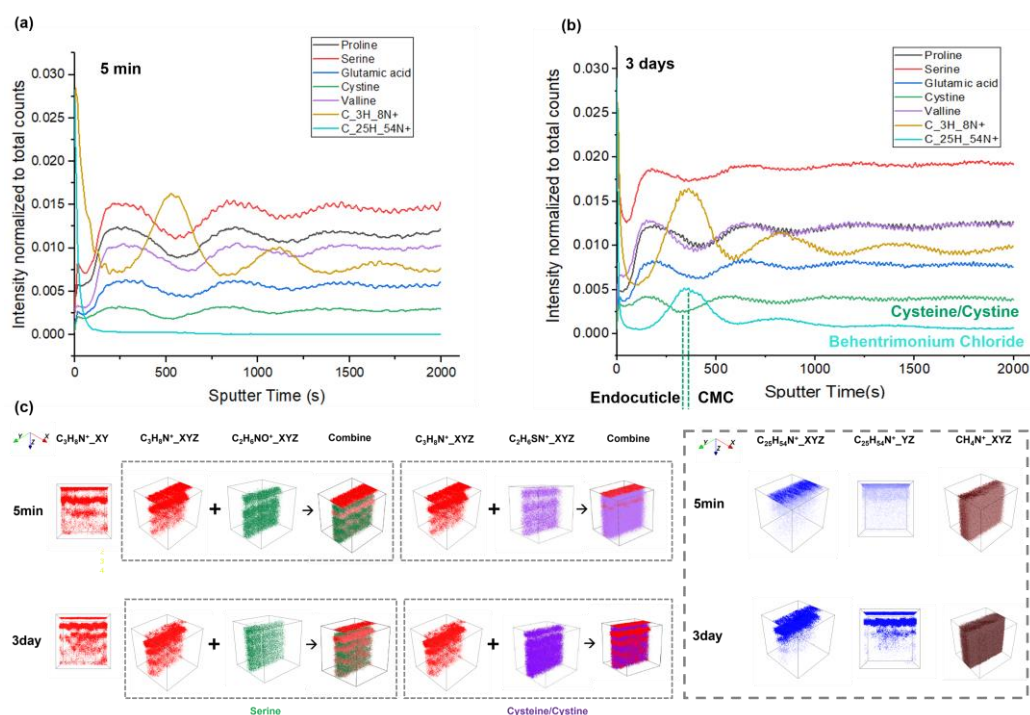 (a)
5 min
Proline
Serine
Glutamic acid
Cystine
Valline
C_3H_8N+
C_25H_54N+
Intensity normalized to total counts
0.030
0.025
0.020
0.015
0.010
0.005
0.000
0 500 1000 1500 2000
Sputter Time (s)
(b)
3 days
Proline
Serine
Glutamic acid
Cystine
Valline
C_3H_8N+
C_25H_54N+
Intensity normalized to total counts
0.030
0.025
0.020
0.015
0.010
0.005
0.000
Cysteine/Cystine
Behentrimonium Chloride
0 500 1000 1500 2000
Sputter Time(s)
Endocuticle CMC
(c)
Y X Z
C₃H₈N⁺_XY C₃H₈N⁺_XYZ C₂H₆NO⁺_XYZ Combine C₃H₈N⁺_XYZ C₂H₆SN⁺_XYZ Combine
Y X Z
C₂₅H₅₄N⁺_XYZ C₂₅H₅₄N⁺_YZ CH₄N⁺_XYZ
5min + → + →
5min
2
3
4
3day + → + →
3day
Serine Cysteine/Cystine